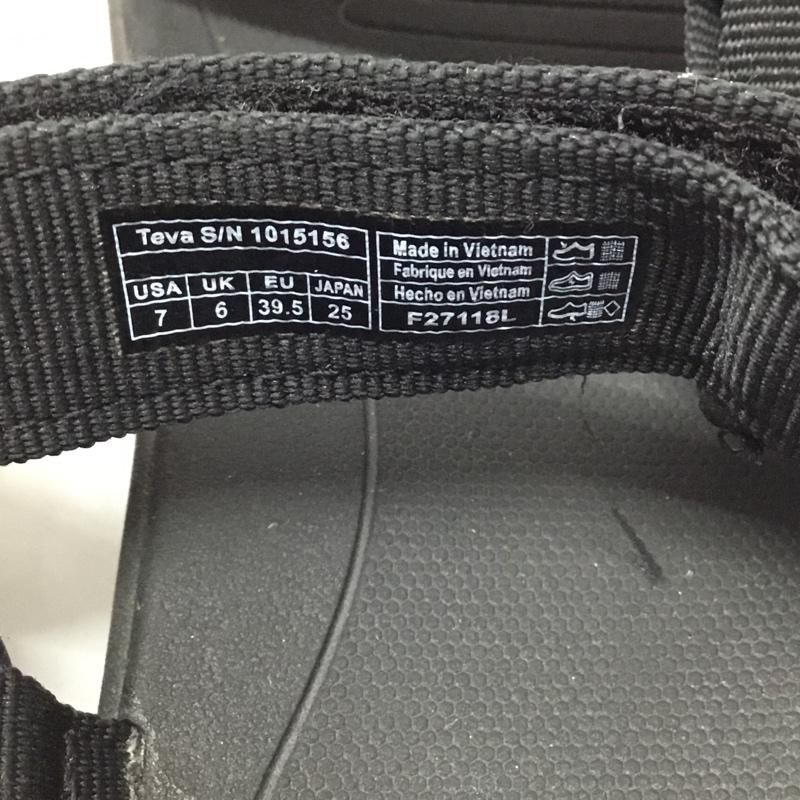 Teva S/N 1015156
USA UK EU JAPAN
7 6 39.5 25
Made in Vietnam
Fabrique en Vietnam
Hecho en Vietnam
F27118L